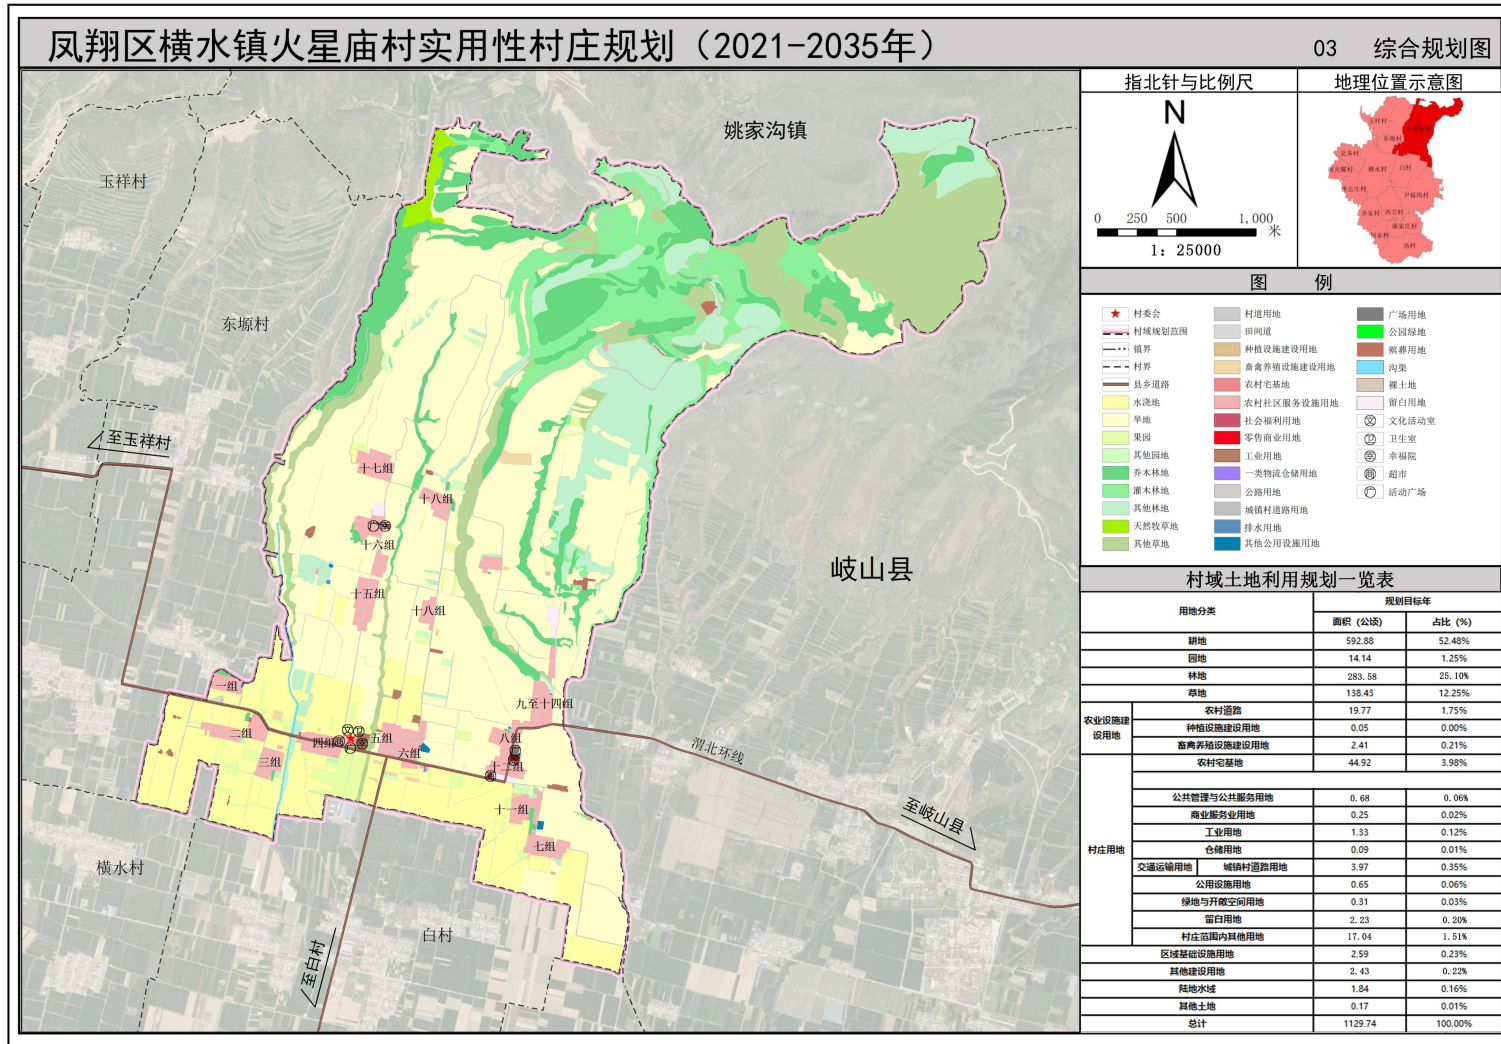 凤翔区横水镇火星庙村实用性村庄规划（2021-2035年）
03 综合规划图
姚家沟镇
玉祥村
东塬村
至玉祥村
十七组
十八组
十六组
岐山县
十五组
十八组
一组
九至十四组
二组
四组
五组
六组
八组
渭北环线
三组
十二组
至岐山县
十一组
七组
横水村
白村
至白村
指北针与比例尺
N
0 250 500 1,000
米
1：25000
地理位置示意图
玉祥村
东塬村
北务村
横水村
白村
尹家坞村
齐家村
西方村
洛村
图 例
村委会
村域规划范围
镇界
村界
县乡道路
水浇地
旱地
果园
其他园地
乔木林地
灌木林地
其他林地
天然牧草地
其他草地
村道用地
田间道
种植设施建设用地
畜禽养殖设施建设用地
农村宅基地
农村社区服务设施用地
社会福利用地
零售商业用地
工业用地
一类物流仓储用地
公路用地
城镇村道路用地
排水用地
其他公用设施用地
广场用地
公园绿地
殡葬用地
沟渠
裸土地
留白用地
文化活动室
卫生室
幸福院
超市
活动广场
村域土地利用规划一览表
用地分类 规划目标年
面积（公顷） 占比（%）
耕地 592.88 52.48%
园地 14.14 1.25%
林地 283.58 25.10%
草地 138.43 12.25%
农业设施建设用地 农村道路 19.77 1.75%
种植设施建设用地 0.05 0.00%
畜禽养殖设施建设用地 2.41 0.21%
村庄用地 农村宅基地 44.92 3.98%
公共管理与公共服务用地 0.68 0.06%
商业服务业用地 0.25 0.02%
工业用地 1.33 0.12%
仓储用地 0.09 0.01%
交通运输用地 城镇村道路用地 3.97 0.35%
公用设施用地 0.65 0.06%
绿地与开敞空间用地 0.31 0.03%
留白用地 2.23 0.20%
村庄范围内其他用地 17.04 1.51%
区域基础设施用地 2.59 0.23%
其他建设用地 2.43 0.22%
陆地水域 1.84 0.16%
其他土地 0.17 0.01%
总计 1129.74 100.00%